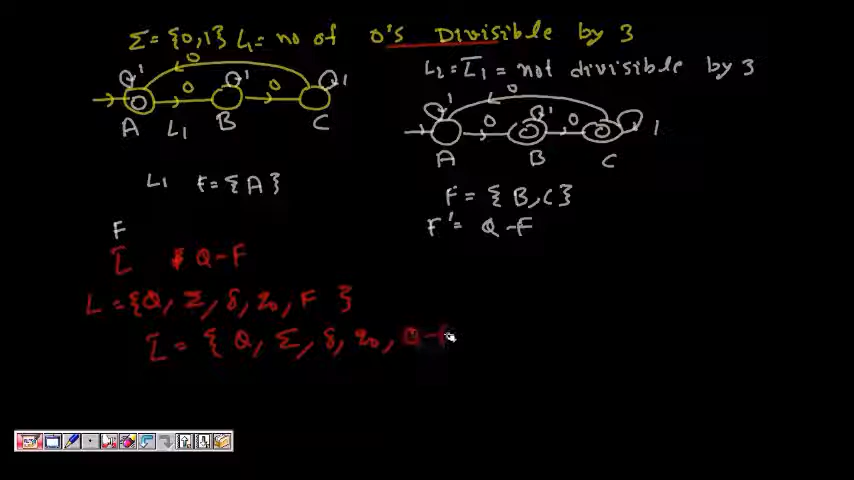 Σ = {0,1} L₁ = no of 0's Divisible by 3
L₂ = L̅₁ = not divisible by 3
0
1 1 1
0 0
A L₁ B C
0
1 1 1
0 0
A B C
L₁ F = {A}
F = {B,C}
F' = Q-F
F
L̅ Q-F
L = {Q, Σ, δ, q₀, F }
L̅ = { Q, Σ, δ, q₀, Q-F